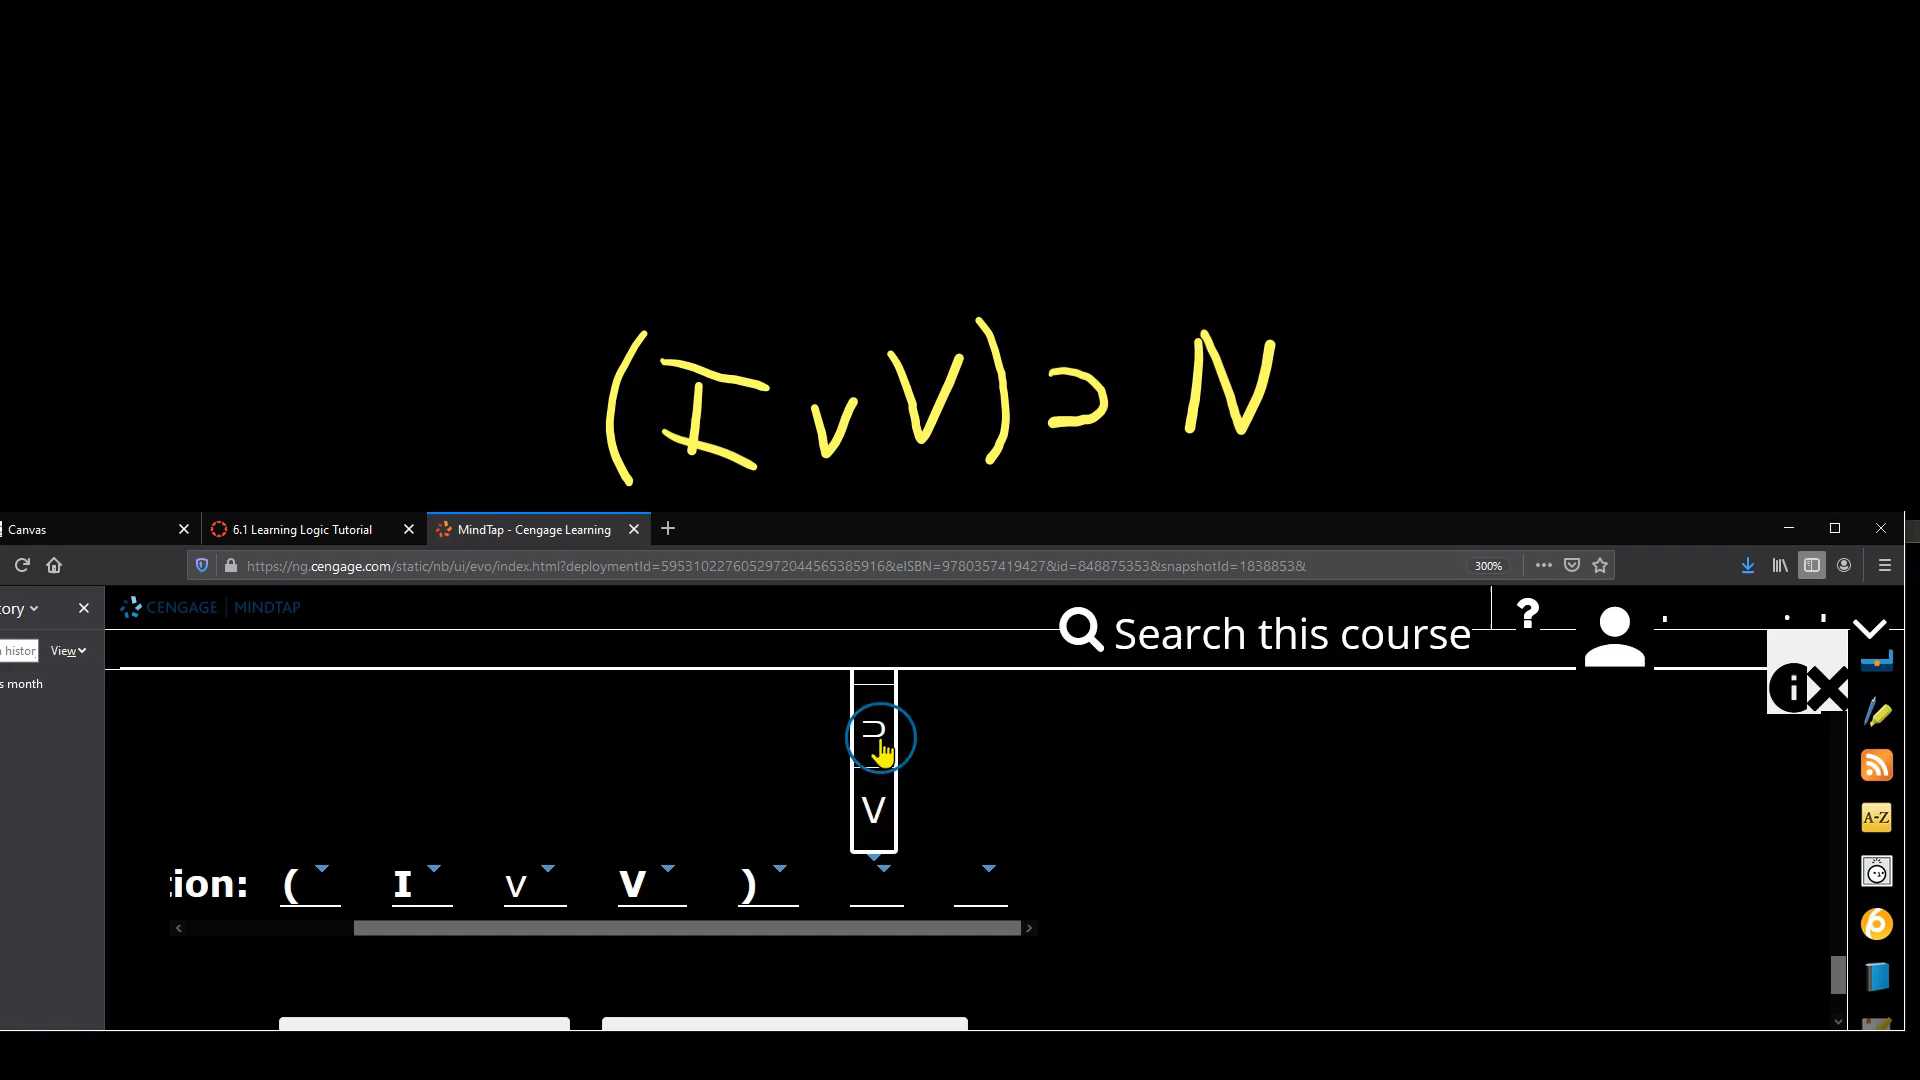 (I v V) ⊃ N
Canvas
6.1 Learning Logic Tutorial
MindTap - Cengage Learning
https://ng.cengage.com/static/nb/ui/evo/index.html?deploymentId=5953102276052972044565385916&eISBN=9780357419427&id=848875353&snapshotId=1838853&
300%
ory
CENGAGE | MINDTAP
Search this course
?
histor
View
s month
i
⊃
A-Z
v
tion: ( I v V )